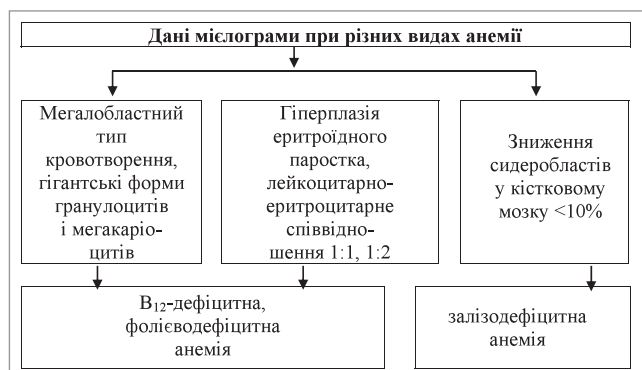 Дані мієлограми при різних видах анемії
Мегалобластний
тип
кровотворення,
гігантські форми
гранулоцитів
і мегакаріо-
цитів
Гіперплазія
еритроїдного
паростка,
лейкоцитарно-
еритроцитарне
співвідно-
шення 1:1, 1:2
Зниження
сидеробластів
у кістковому
мозку <10%
В₁₂-дефіцитна,
фолієводефіцитна
анемія
залізодефіцитна
анемія